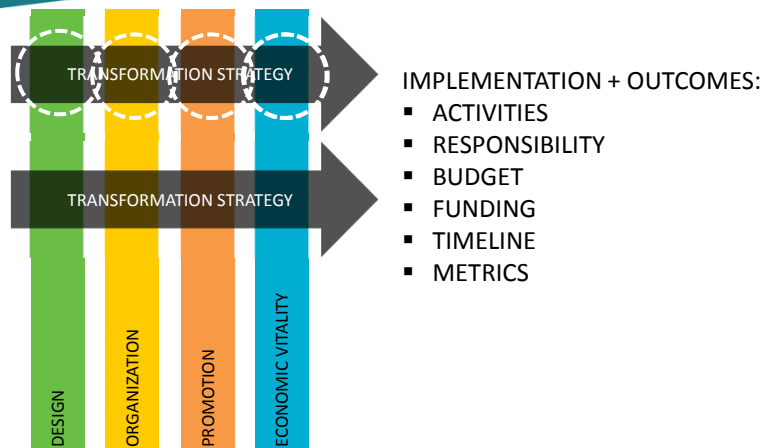 TRANSFORMATION STRATEGY
TRANSFORMATION STRATEGY
DESIGN
ORGANIZATION
PROMOTION
ECONOMIC VITALITY
IMPLEMENTATION + OUTCOMES:
▪ ACTIVITIES
▪ RESPONSIBILITY
▪ BUDGET
▪ FUNDING
▪ TIMELINE
▪ METRICS